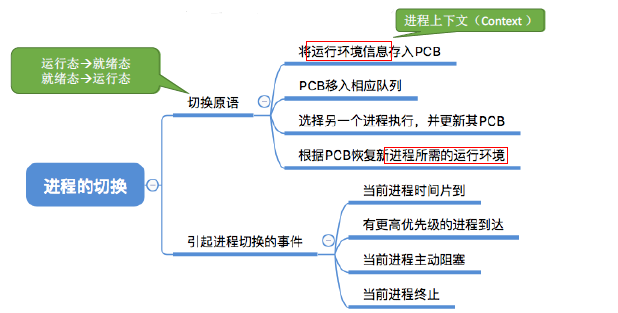 进程上下文（Context ）
将运行环境信息存入PCB
运行态→就绪态
就绪态→运行态
PCB移入相应队列
切换原语
选择另一个进程执行，并更新其PCB
根据PCB恢复新进程所需的运行环境
进程的切换
当前进程时间片到
有更高优先级的进程到达
引起进程切换的事件
当前进程主动阻塞
当前进程终止